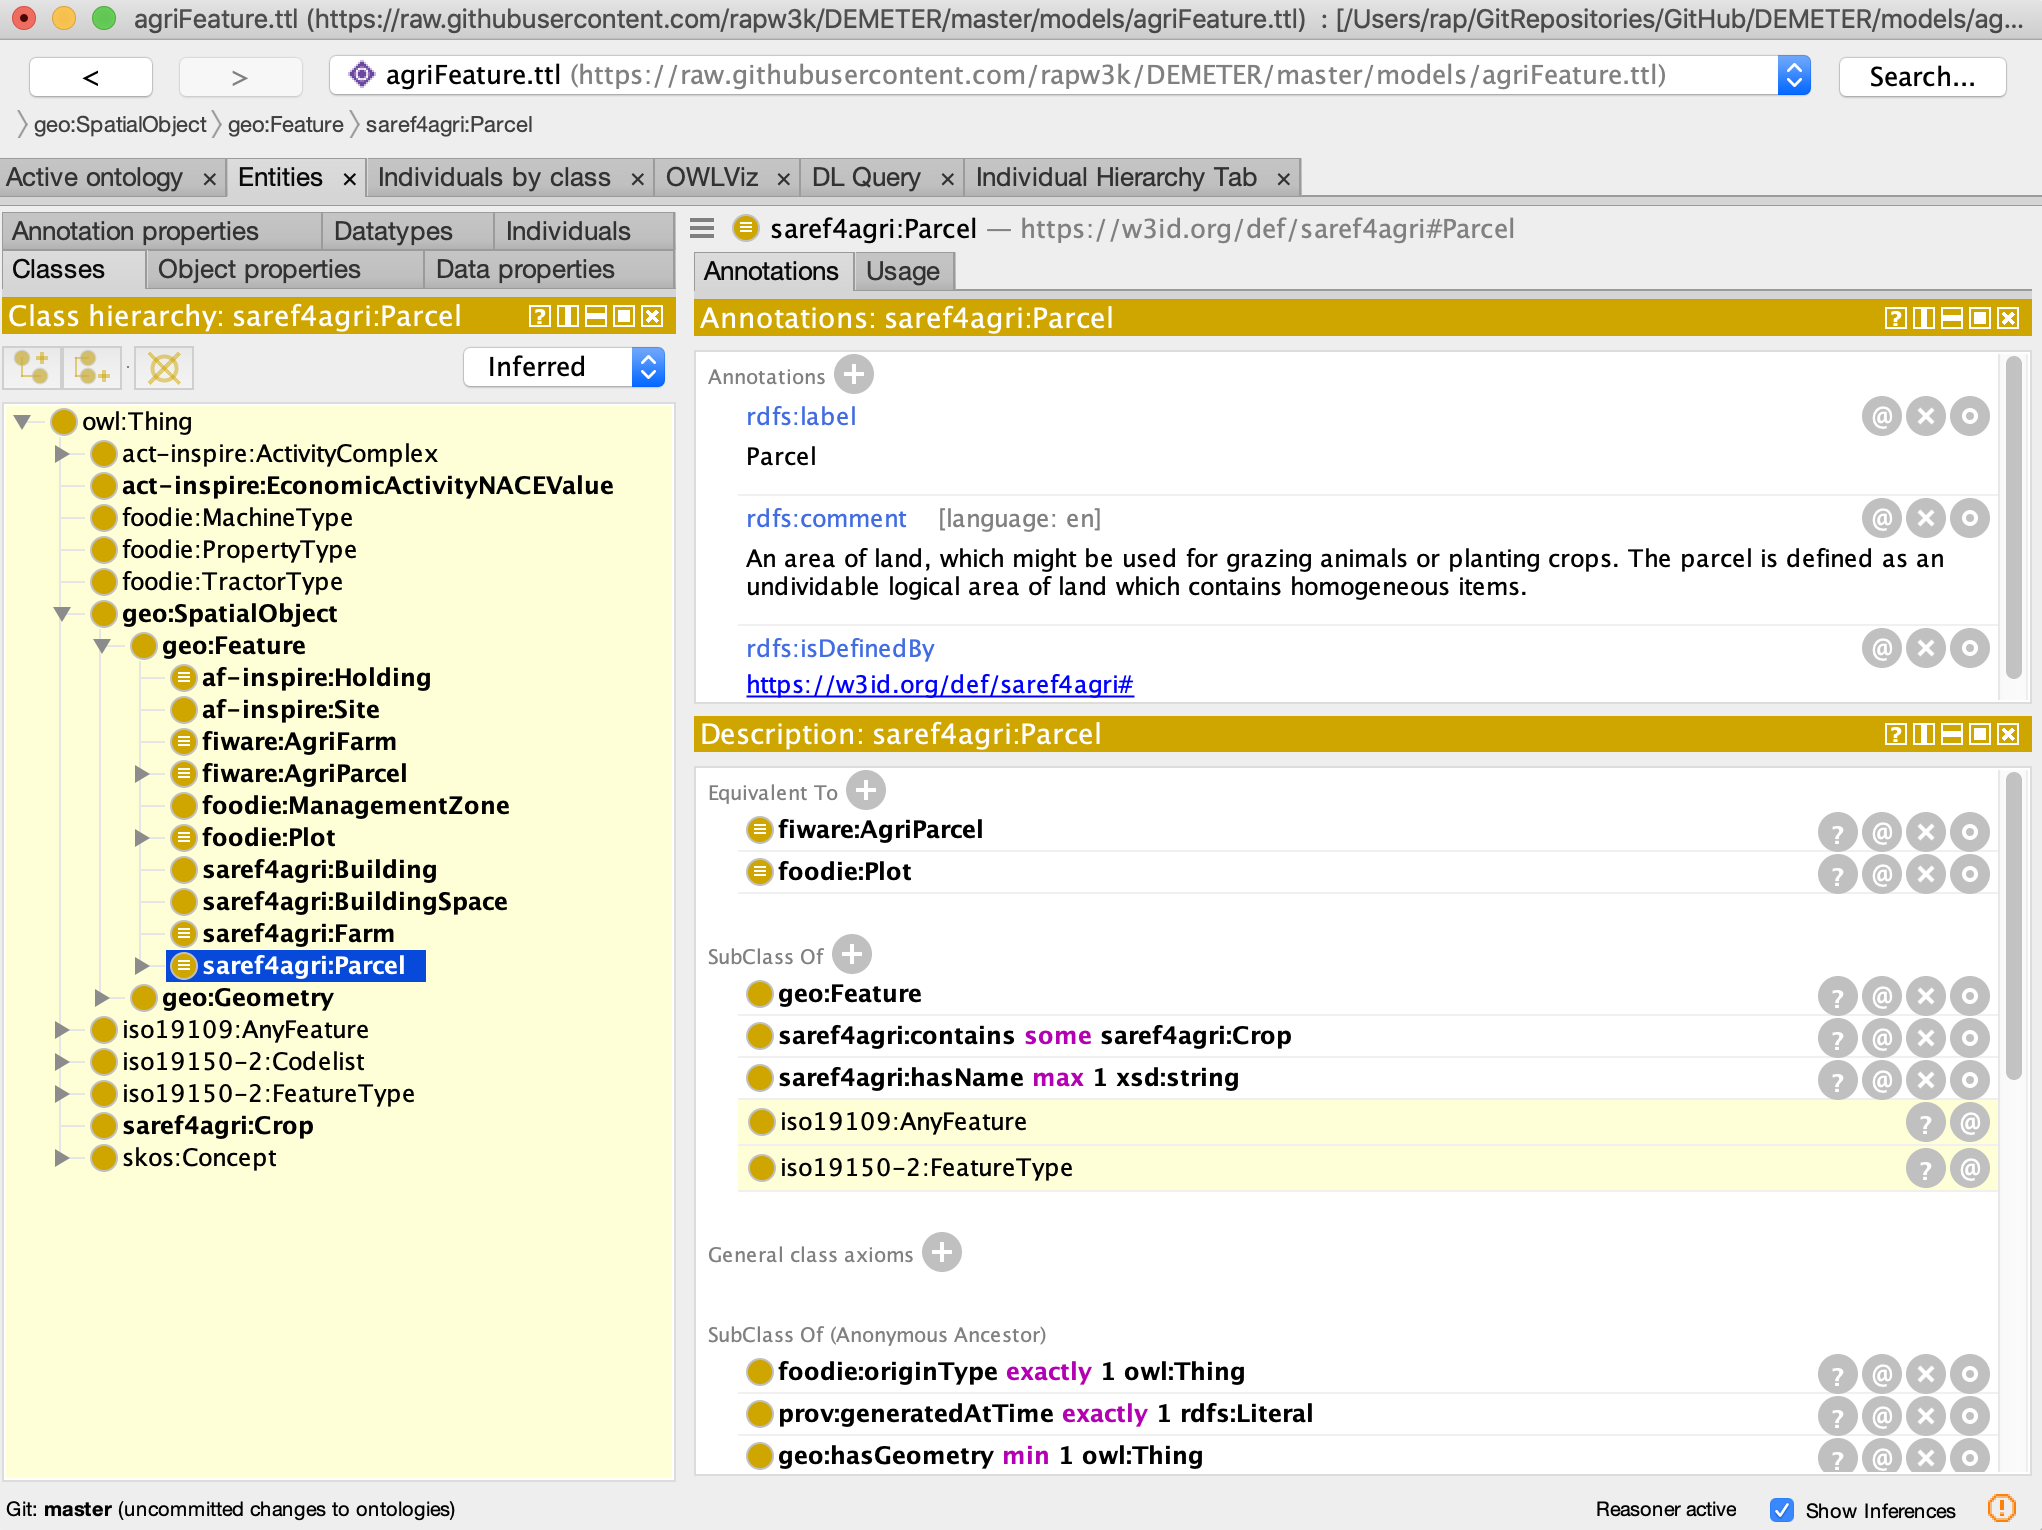 agriFeature.ttl (https://raw.githubusercontent.com/rapw3k/DEMETER/master/models/agriFeature.ttl) : [/Users/rap/GitRepositories/GitHub/DEMETER/models/ag...
< > agriFeature.ttl (https://raw.githubusercontent.com/rapw3k/DEMETER/master/models/agriFeature.ttl) Search...
geo:SpatialObject geo:Feature saref4agri:Parcel
Active ontology × Entities × Individuals by class × OWLViz × DL Query × Individual Hierarchy Tab ×
Annotation properties Datatypes Individuals
Classes Object properties Data properties
Class hierarchy: saref4agri:Parcel
Inferred
owl:Thing
act-inspire:ActivityComplex
act-inspire:EconomicActivityNACEValue
foodie:MachineType
foodie:PropertyType
foodie:TractorType
geo:SpatialObject
geo:Feature
af-inspire:Holding
af-inspire:Site
fiware:AgriFarm
fiware:AgriParcel
foodie:ManagementZone
foodie:Plot
saref4agri:Building
saref4agri:BuildingSpace
saref4agri:Farm
saref4agri:Parcel
geo:Geometry
iso19109:AnyFeature
iso19150-2:Codelist
iso19150-2:FeatureType
saref4agri:Crop
skos:Concept
saref4agri:Parcel — https://w3id.org/def/saref4agri#Parcel
Annotations Usage
Annotations: saref4agri:Parcel
Annotations
rdfs:label
Parcel
rdfs:comment [language: en]
An area of land, which might be used for grazing animals or planting crops. The parcel is defined as an
undividable logical area of land which contains homogeneous items.
rdfs:isDefinedBy
https://w3id.org/def/saref4agri#
Description: saref4agri:Parcel
Equivalent To
fiware:AgriParcel
foodie:Plot
SubClass Of
geo:Feature
saref4agri:contains some saref4agri:Crop
saref4agri:hasName max 1 xsd:string
iso19109:AnyFeature
iso19150-2:FeatureType
General class axioms
SubClass Of (Anonymous Ancestor)
foodie:originType exactly 1 owl:Thing
prov:generatedAtTime exactly 1 rdfs:Literal
geo:hasGeometry min 1 owl:Thing
Git: master (uncommitted changes to ontologies)
Reasoner active Show Inferences